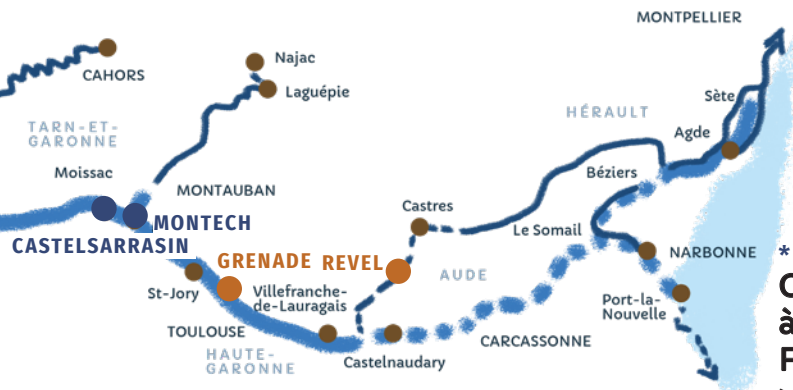 MONTPELLIER
Najac
CAHORS
Laguépie
Sète
HÉRAULT
TARN-ET-
GARONNE
Agde
Moissac
Béziers
MONTAUBAN
Castres
MONTECH
Le Somail
CASTELSARRASIN
NARBONNE
*
GRENADE
REVEL
AUDE
C
St-Jory
Villefranche-
de-Lauragais
Port-la-
Nouvelle
à
TOULOUSE
CARCASSONNE
HAUTE-
GARONNE
Castelnaudary
F